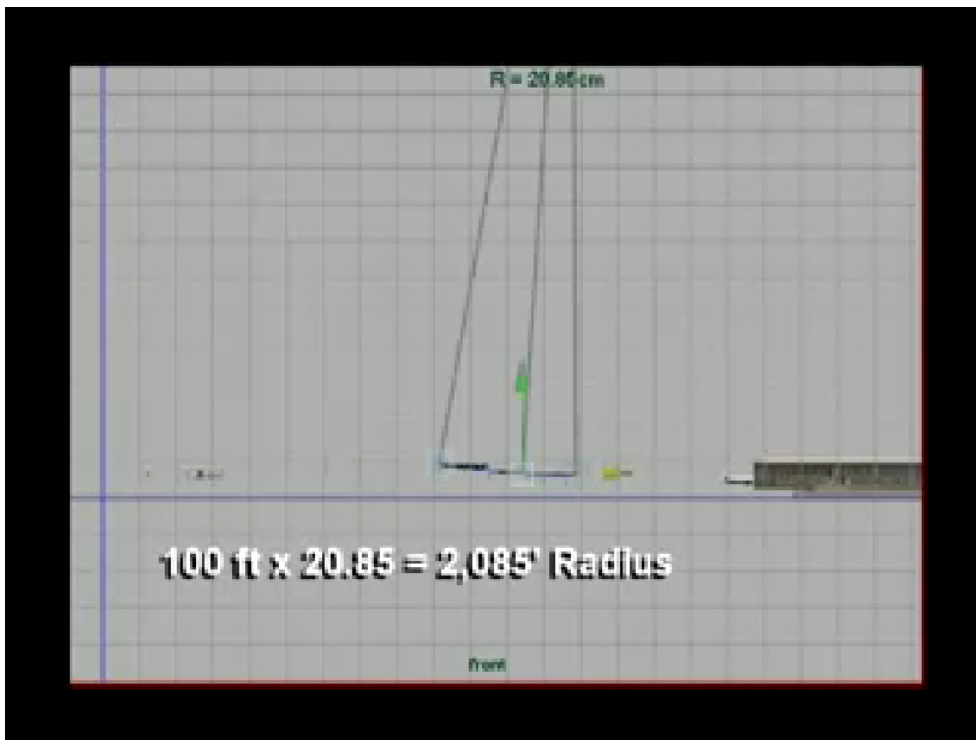 R = 20.85cm
100 ft x 20.85 = 2,085' Radius
front